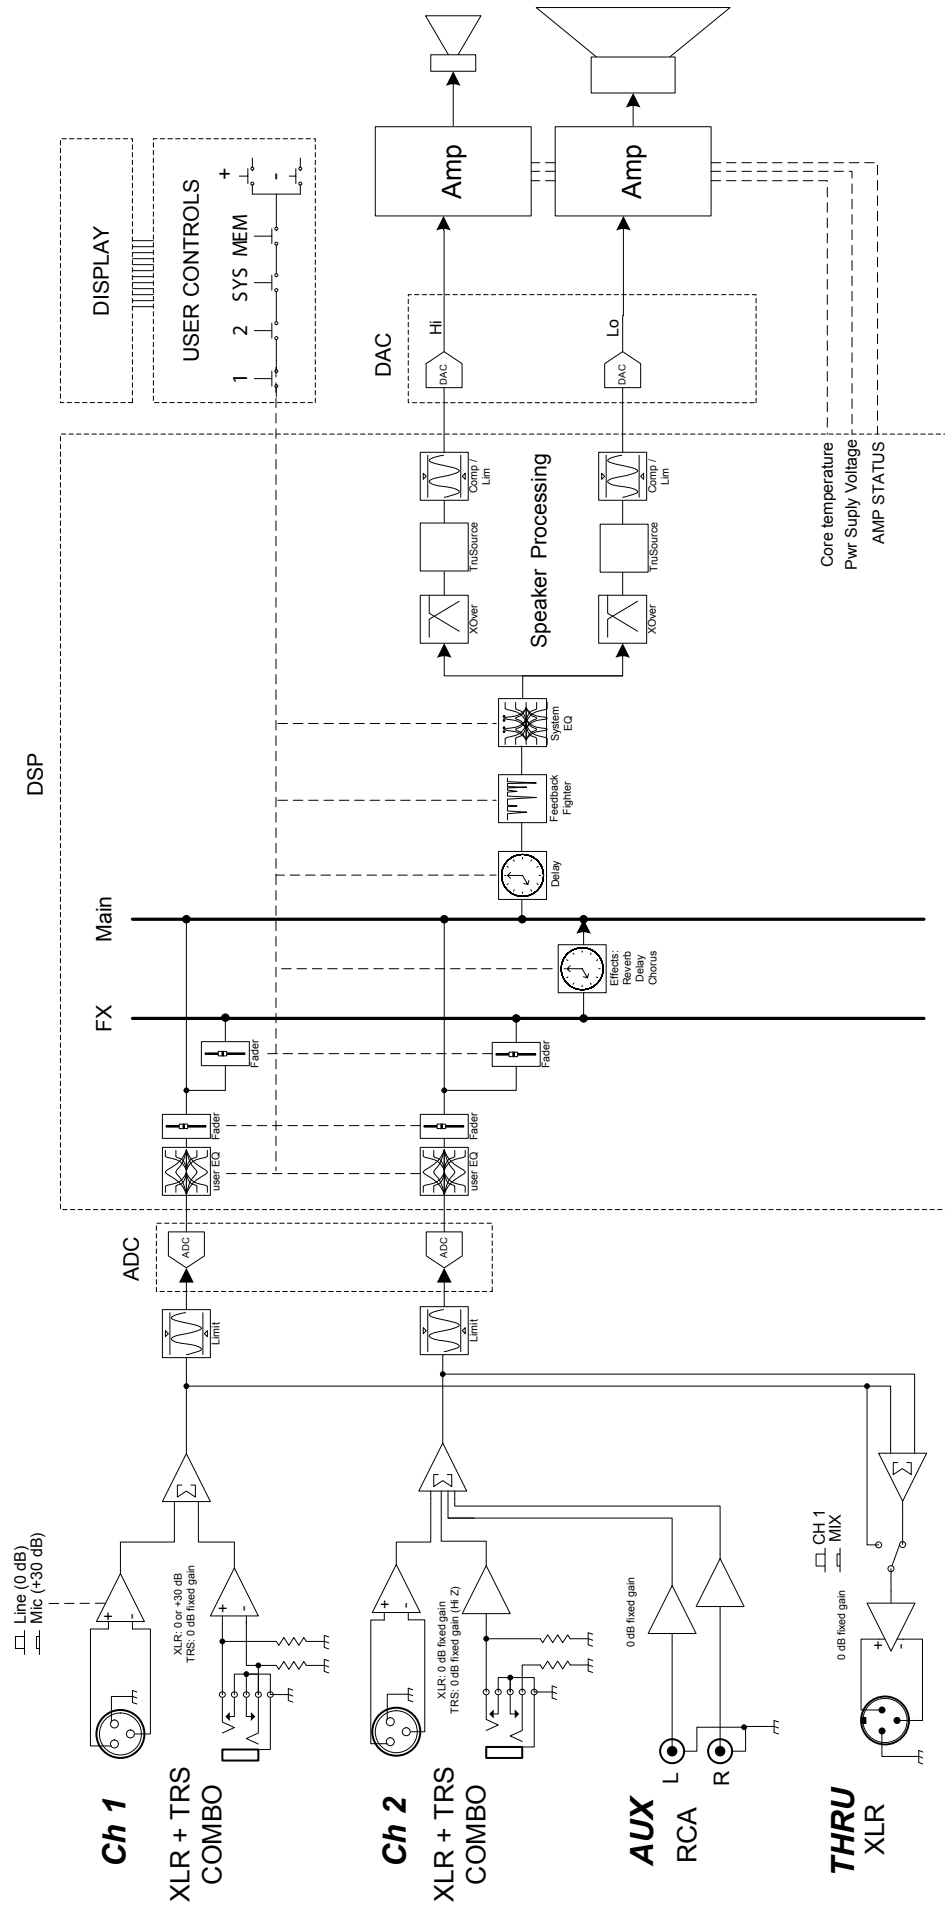 Line (0 dB)
Mic (+30 dB)
Ch 1
XLR + TRS
COMBO
+
-
XLR: 0 or +30 dB
TRS: 0 dB fixed gain
+
-
Σ
Limit
ADC
ADC
user EQ
Fader
Fader
Ch 2
XLR + TRS
COMBO
+
-
XLR: 0 dB fixed gain
TRS: 0 dB fixed gain (Hi Z)
Σ
Limit
ADC
user EQ
Fader
Fader
AUX
RCA
L
R
0 dB fixed gain
THRU
XLR
0 dB fixed gain
+
-
CH 1
MIX
Σ
DSP
FX
Main
Effects:
Reverb
Delay
Chorus
Delay
Feedback
Fighter
System
EQ
XOver
TruSource
Comp /
Lim
Speaker Processing
XOver
TruSource
Comp /
Lim
Core temperature
Pwr Suply Voltage
AMP STATUS
DAC
DAC
Hi
DAC
Lo
DISPLAY
USER CONTROLS
1
2
SYS
MEM
+
-
Amp
Amp